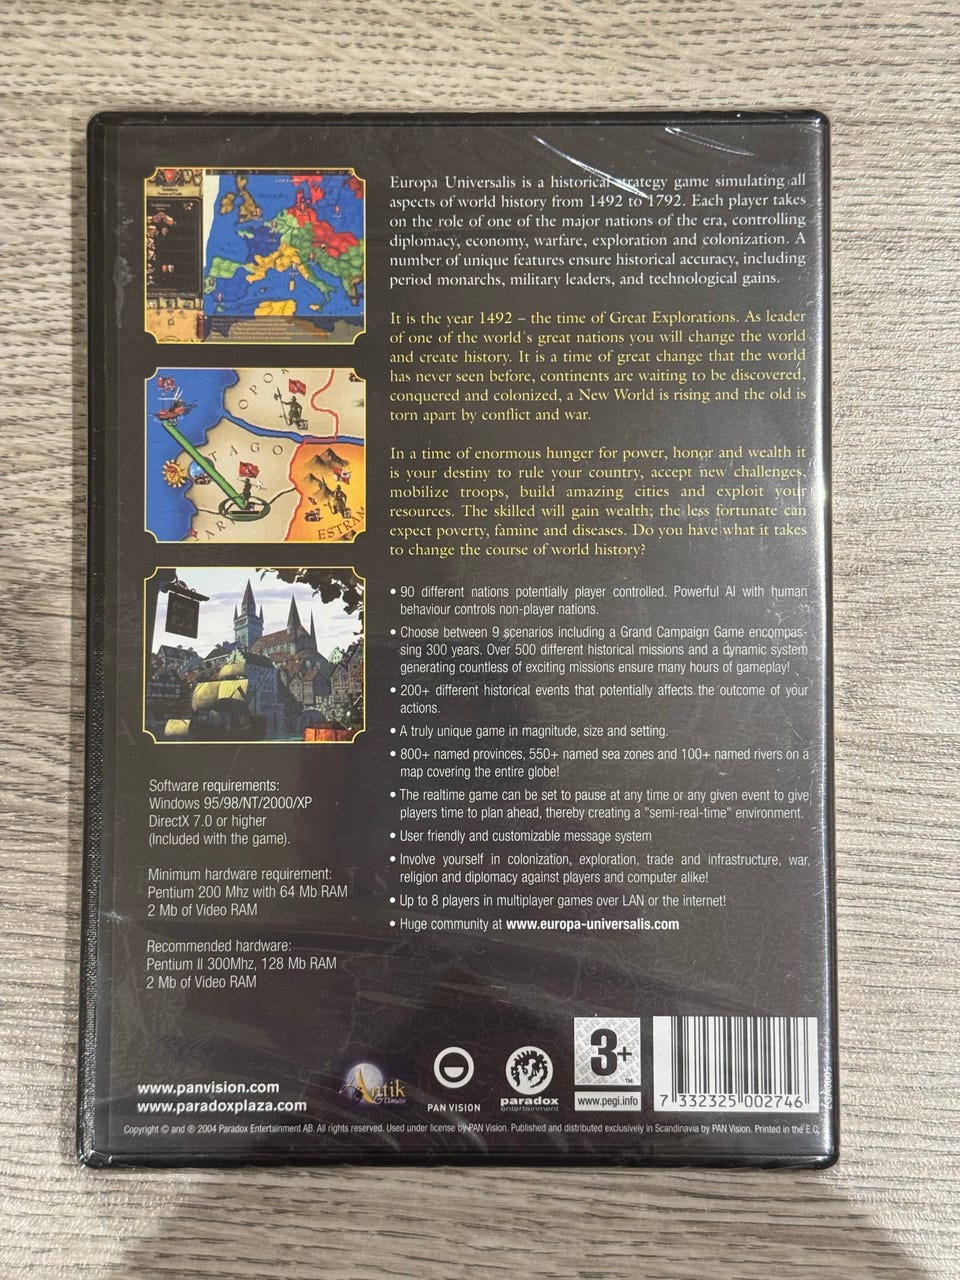 Europa Universalis is a historical strategy game simulating all
aspects of world history from 1492 to 1792. Each player takes
on the role of one of the major nations of the era, controlling
diplomacy, economy, warfare, exploration and colonization. A
number of unique features ensure historical accuracy, including
period monarchs, military leaders, and technological gains.
It is the year 1492 – the time of Great Explorations. As leader
of one of the world´s great nations you will change the world
and create history. It is a time of great change that the world
has never seen before, continents are waiting to be discovered,
conquered and colonized, a New World is rising and the old is
torn apart by conflict and war.
In a time of enormous hunger for power, honor and wealth it
is your destiny to rule your country, accept new challenges,
mobilize troops, build amazing cities and exploit your
resources. The skilled will gain wealth; the less fortunate can
expect poverty, famine and diseases. Do you have what it takes
to change the course of world history?
• 90 different nations potentially player controlled. Powerful AI with human
behaviour controls non-player nations.
• Choose between 9 scenarios including a Grand Campaign Game encompas-
sing 300 years. Over 500 different historical missions and a dynamic system
generating countless of exciting missions ensure many hours of gameplay!
• 200+ different historical events that potentially affects the outcome of your
actions.
• A truly unique game in magnitude, size and setting.
• 800+ named provinces, 550+ named sea zones and 100+ named rivers on a
map covering the entire globe!
• The realtime game can be set to pause at any time or any given event to give
players time to plan ahead, thereby creating a "semi-real-time" environment.
• User friendly and customizable message system
• Involve yourself in colonization, exploration, trade and infrastructure, war,
religion and diplomacy against players and computer alike!
• Up to 8 players in multiplayer games over LAN or the internet!
• Huge community at www.europa-universalis.com
OPO
TAGO
ESTRAM
Software requirements:
Windows 95/98/NT/2000/XP
DirectX 7.0 or higher
(Included with the game).
Minimum hardware requirement:
Pentium 200 Mhz with 64 Mb RAM
2 Mb of Video RAM
Recommended hardware:
Pentium II 300Mhz, 128 Mb RAM
2 Mb of Video RAM
www.panvision.com
www.paradoxplaza.com
Antik
Games
PAN VISION
paradox
entertainment
3+
TM
www.pegi.info
7 332325 002746
Copyright © and ® 2004 Paradox Entertainment AB. All rights reserved. Used under license by PAN Vision. Published and distributed exclusively in Scandinavia by PAN Vision. Printed in the E.C.